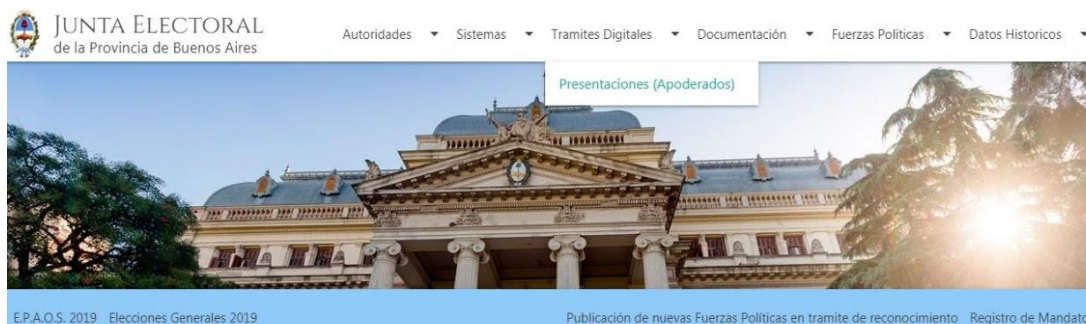 JUNTA ELECTORAL
de la Provincia de Buenos Aires
Autoridades Sistemas Tramites Digitales Documentación Fuerzas Politicas Datos Historicos
Presentaciones (Apoderados)
E.P.A.O.S. 2019 Elecciones Generales 2019 Publicación de nuevas Fuerzas Políticas en tramite de reconocimiento Registro de Mandato